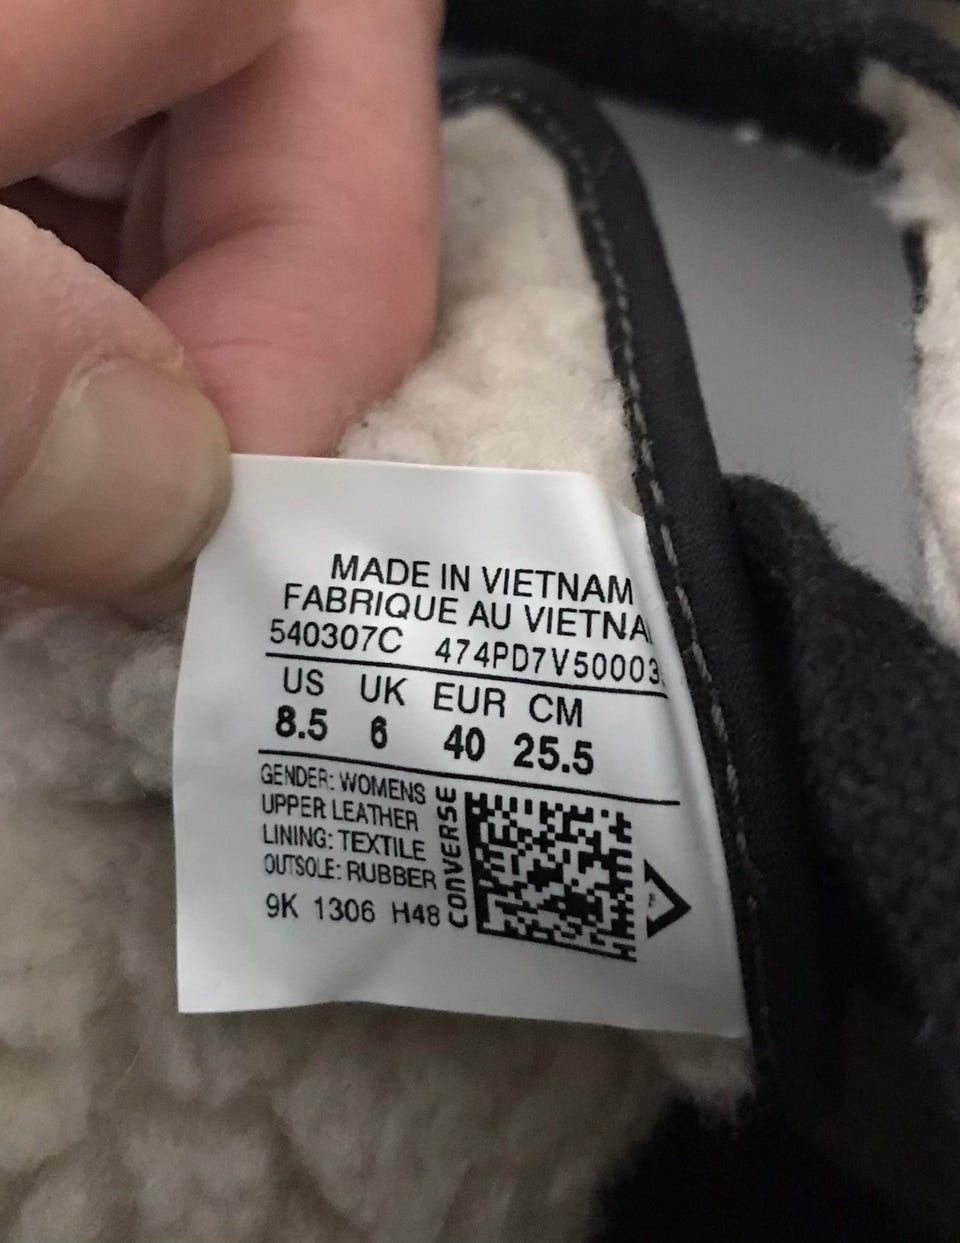 MADE IN VIETNAM
FABRIQUE AU VIETNA
540307C 474PD7V50003
US UK EUR CM
8.5 6 40 25.5
GENDER: WOMENS
UPPER LEATHER
LINING: TEXTILE
OUTSOLE: RUBBER
9K 1306 H48
CONVERSE